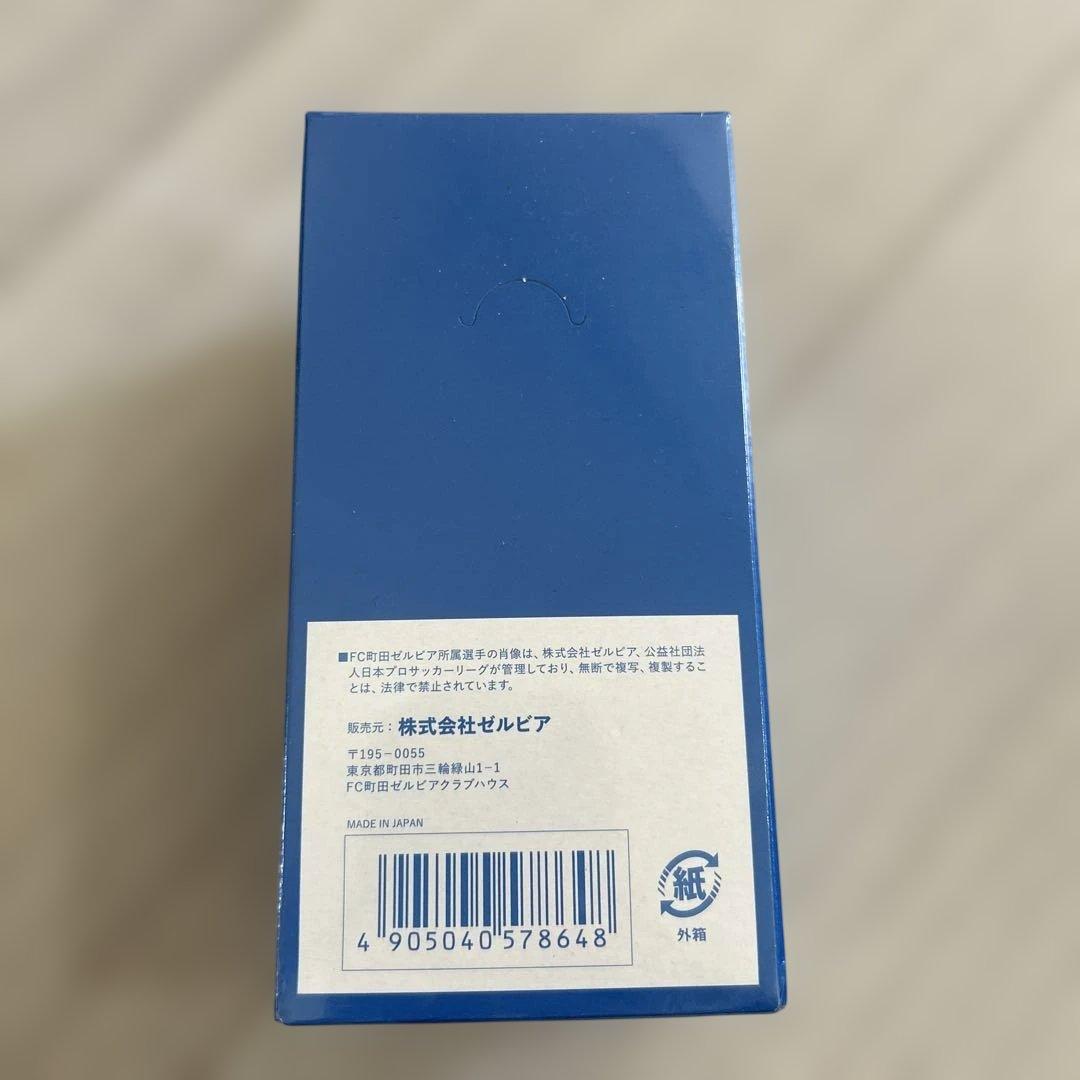 ■FC町田ゼルビア所属選手の肖像は、株式会社ゼルビア、公益社団法
人日本プロサッカーリーグが管理しており、無断で複写、複製するこ
とは、法律で禁止されています。
販売元：株式会社ゼルビア
〒195-0055
東京都町田市三輪緑山1-1
FC町田ゼルビアクラブハウス
MADE IN JAPAN
4 905040 578648
紙
外箱